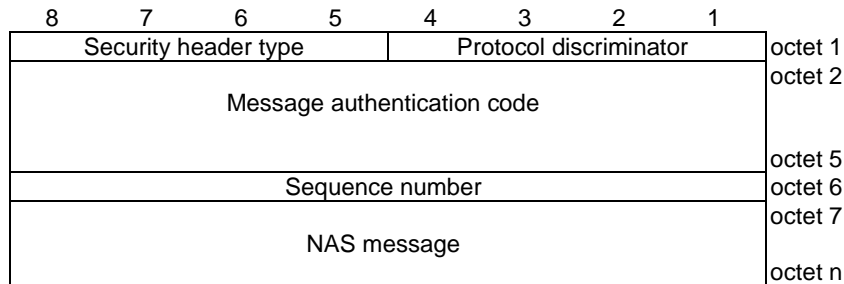 8 7 6 5 4 3 2 1
Security header type Protocol discriminator octet 1
octet 2
Message authentication code
octet 5
Sequence number octet 6
octet 7
NAS message
octet n